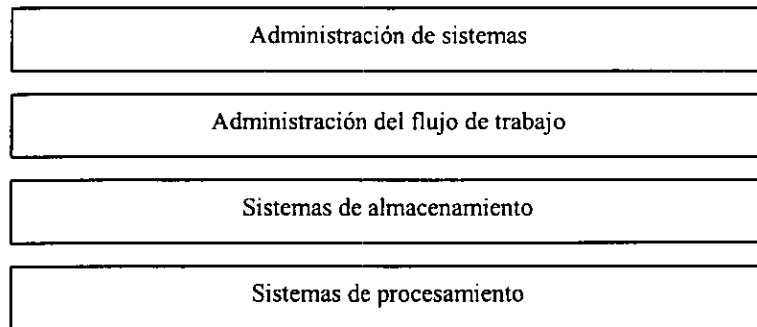 Administración de sistemas
Administración del flujo de trabajo
Sistemas de almacenamiento
Sistemas de procesamiento